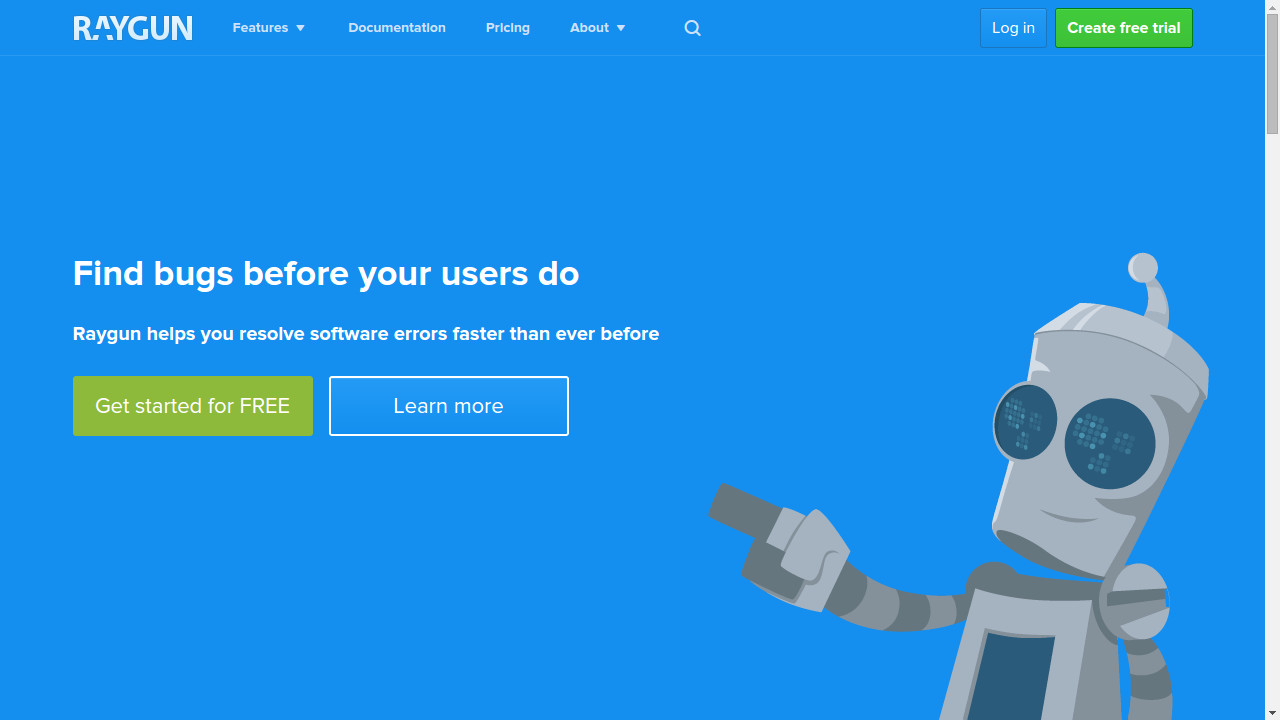 RAYGUN
Features
Documentation
Pricing
About
Log in
Create free trial
Find bugs before your users do
Raygun helps you resolve software errors faster than ever before
Get started for FREE
Learn more